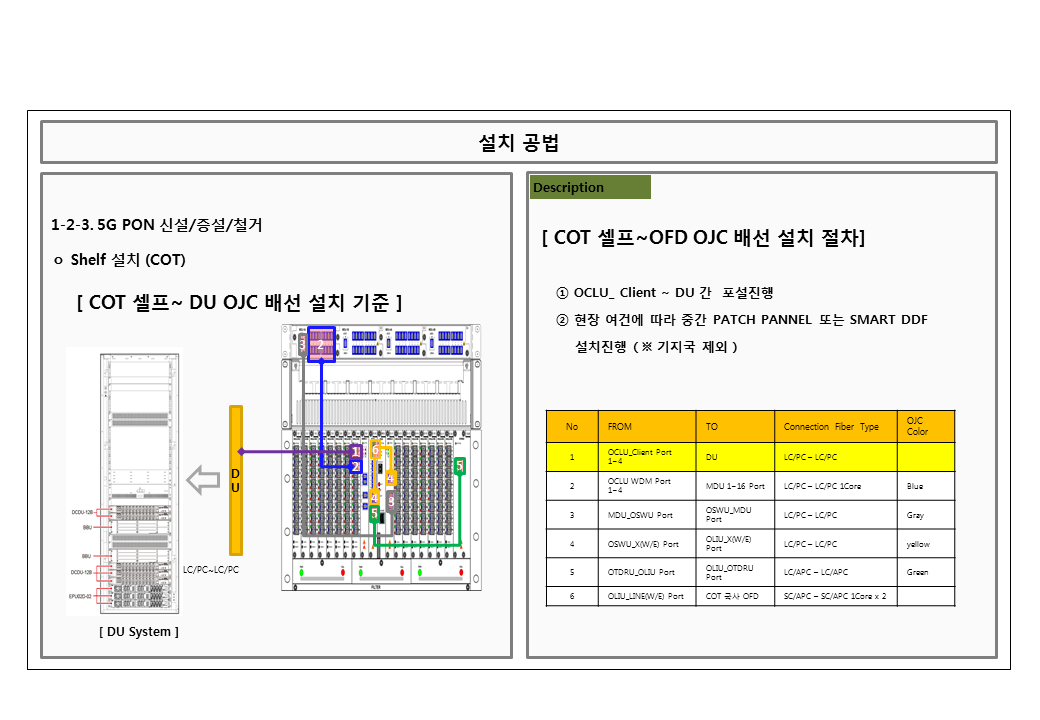 설치 공법
1-2-3. 5G PON 신설/증설/철거
o Shelf 설치 (COT)
[ COT 셀프~ DU OJC 배선 설치 기준 ]
3
2
1
2
6
5
4
4
5
5
DU
DCDU-12B
BBU
BBU
DCDU-12B
EPU02D-02
LC/PC~LC/PC
FILTER
[ DU System ]
Description
[ COT 셀프~OFD OJC 배선 설치 절차]
① OCLU_ Client ~ DU 간 포설진행
② 현장 여건에 따라 중간 PATCH PANNEL 또는 SMART DDF
설치진행 (※ 기지국 제외 )
No FROM TO Connection Fiber Type OJC Color
1 OCLU_Client Port 1~4 DU LC/PC – LC/PC
2 OCLU WDM Port 1~4 MDU 1~16 Port LC/PC – LC/PC 1Core Blue
3 MDU_OSWU Port OSWU_MDU Port LC/PC – LC/PC Gray
4 OSWU_X(W/E) Port OLIU_X(W/E) Port LC/PC – LC/PC yellow
5 OTDRU_OLIU Port OLIU_OTDRU Port LC/APC – LC/APC Green
6 OLIU_LINE(W/E) Port COT 국사 OFD SC/APC – SC/APC 1Core x 2